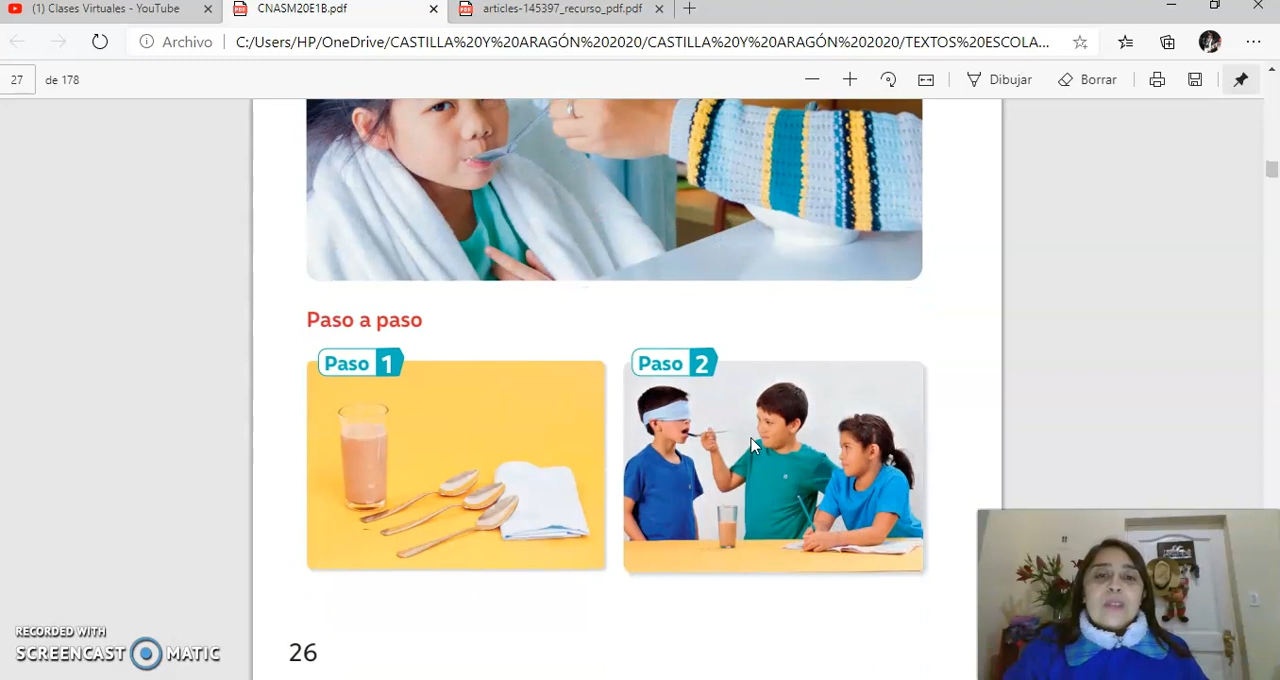 (1) Clases Virtuales - YouTube
CNASM20E1B.pdf
articles-145397_recurso_pdf.pdf
Archivo
C:/Users/HP/OneDrive/CASTILLA%20Y%20ARAGÓN%202020/CASTILLA%20Y%20ARAGÓN%202020/TEXTOS%20ESCOLA...
27
de 178
Dibujar
Borrar
Paso a paso
Paso 1
Paso 2
26
RECORDED WITH
SCREENCAST MATIC